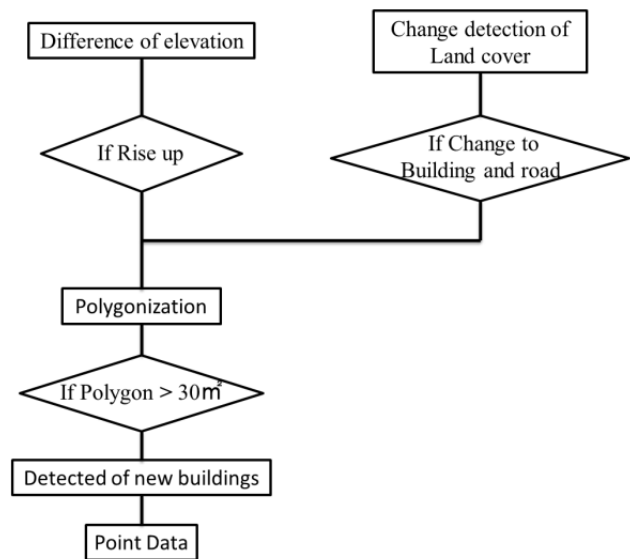 Difference of elevation
Change detection of
Land cover
If Rise up
If Change to
Building and road
Polygonization
If Polygon > 30㎡
Detected of new buildings
Point Data